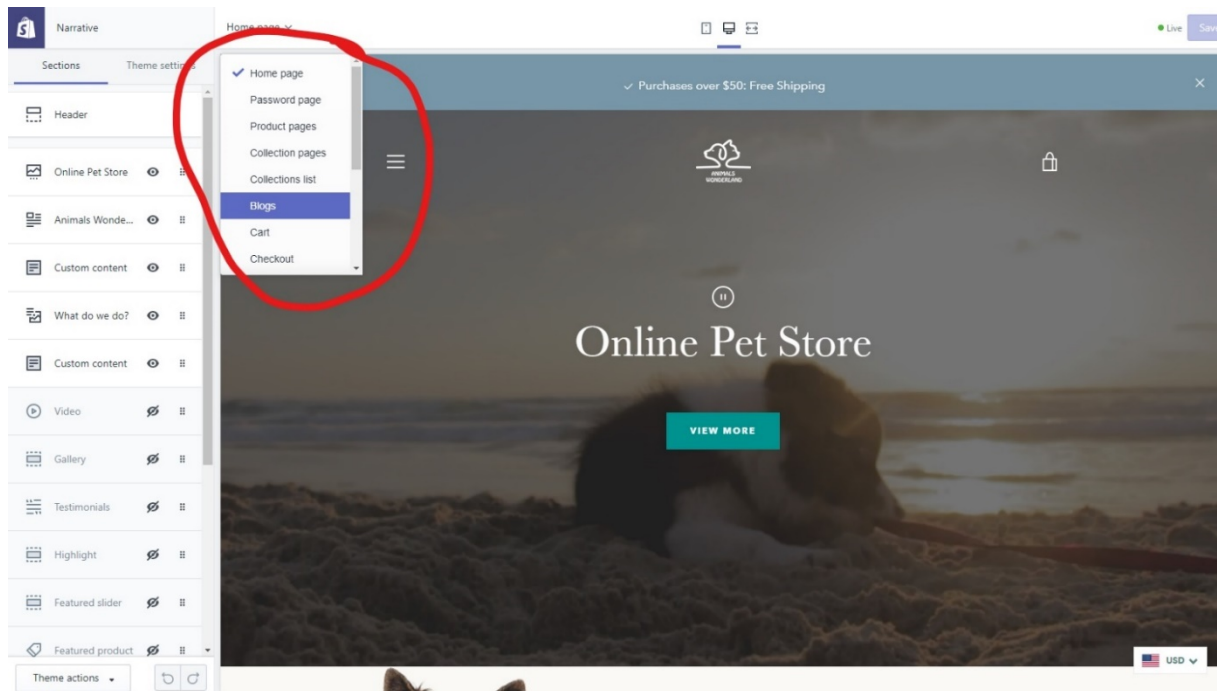 Narrative
Home page
Live
Save
Sections
Theme settings
Header
Online Pet Store
Animals Wonde...
Custom content
What do we do?
Custom content
Video
Gallery
Testimonials
Highlight
Featured slider
Featured product
Theme actions
Home page
Password page
Product pages
Collection pages
Collections list
Blogs
Cart
Checkout
Purchases over $50: Free Shipping
ANIMALS
WONDERLAND
Online Pet Store
VIEW MORE
USD